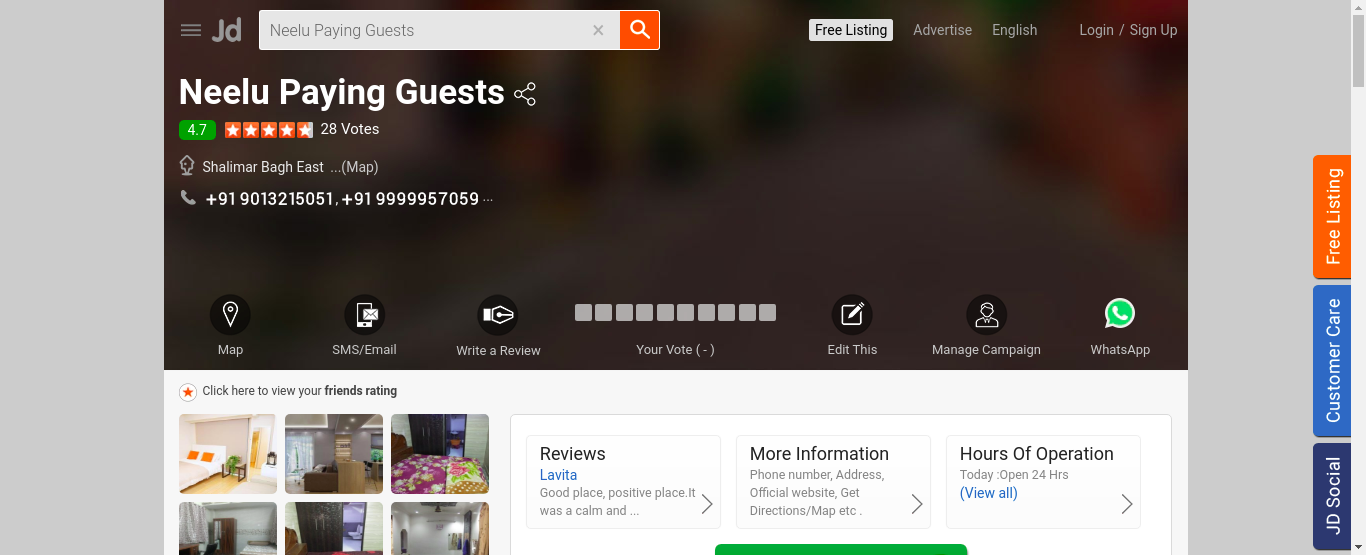 Jd
Neelu Paying Guests
Free Listing
Advertise
English
Login / Sign Up
Neelu Paying Guests
4.7
28 Votes
Shalimar Bagh East ...(Map)
+91 9013215051, +91 9999957059 ...
Map
SMS/Email
Write a Review
Your Vote ( - )
Edit This
Manage Campaign
WhatsApp
Click here to view your friends rating
Reviews
Lavita
Good place, positive place.It
was a calm and ...
More Information
Phone number, Address,
Official website, Get
Directions/Map etc .
Hours Of Operation
Today :Open 24 Hrs
(View all)
Free Listing
Customer Care
JD Social